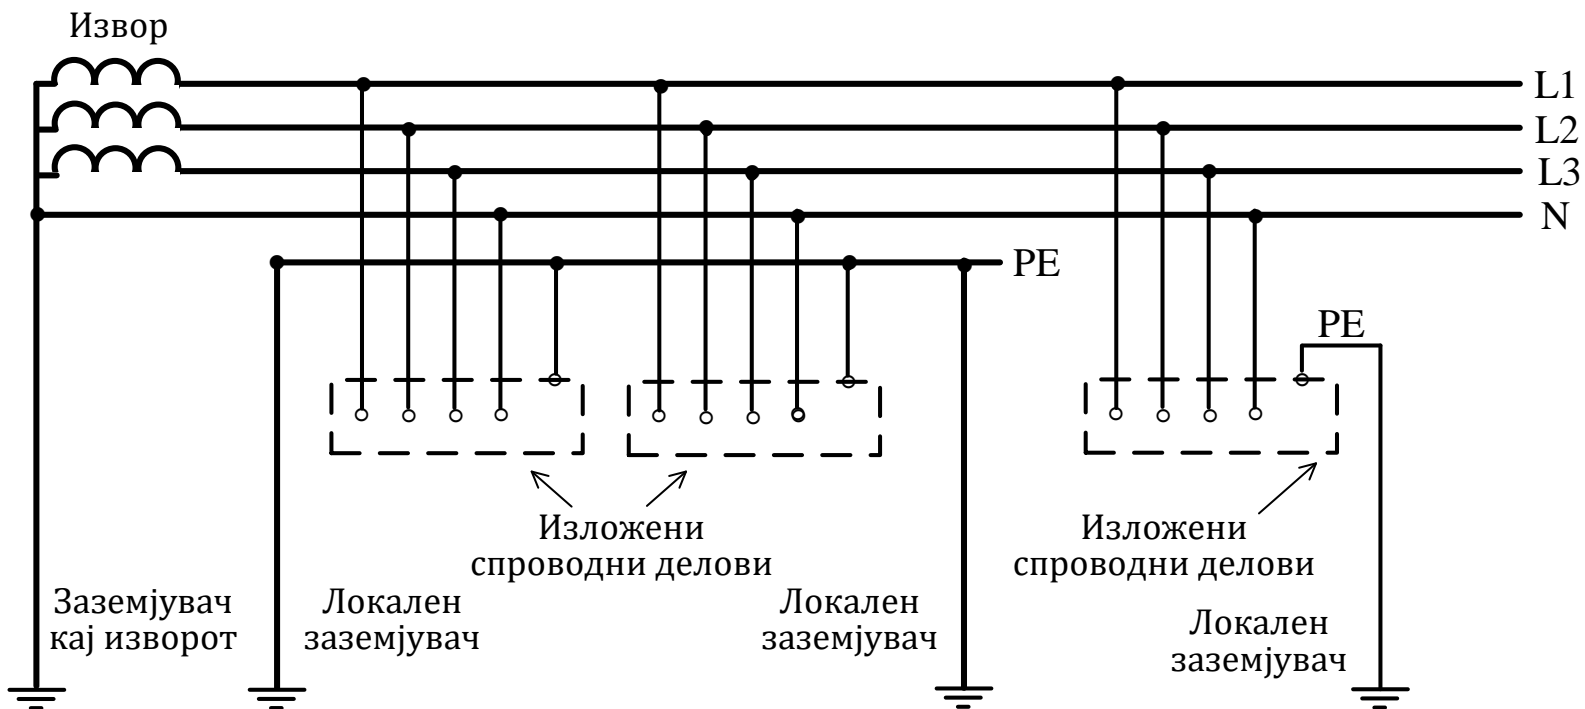 Извор
L1
L2
L3
N
PE
PE
Изложени
спроводни делови
Изложени
спроводни делови
Заземјувач
кај изворот
Локален
заземјувач
Локален
заземјувач
Локален
заземјувач